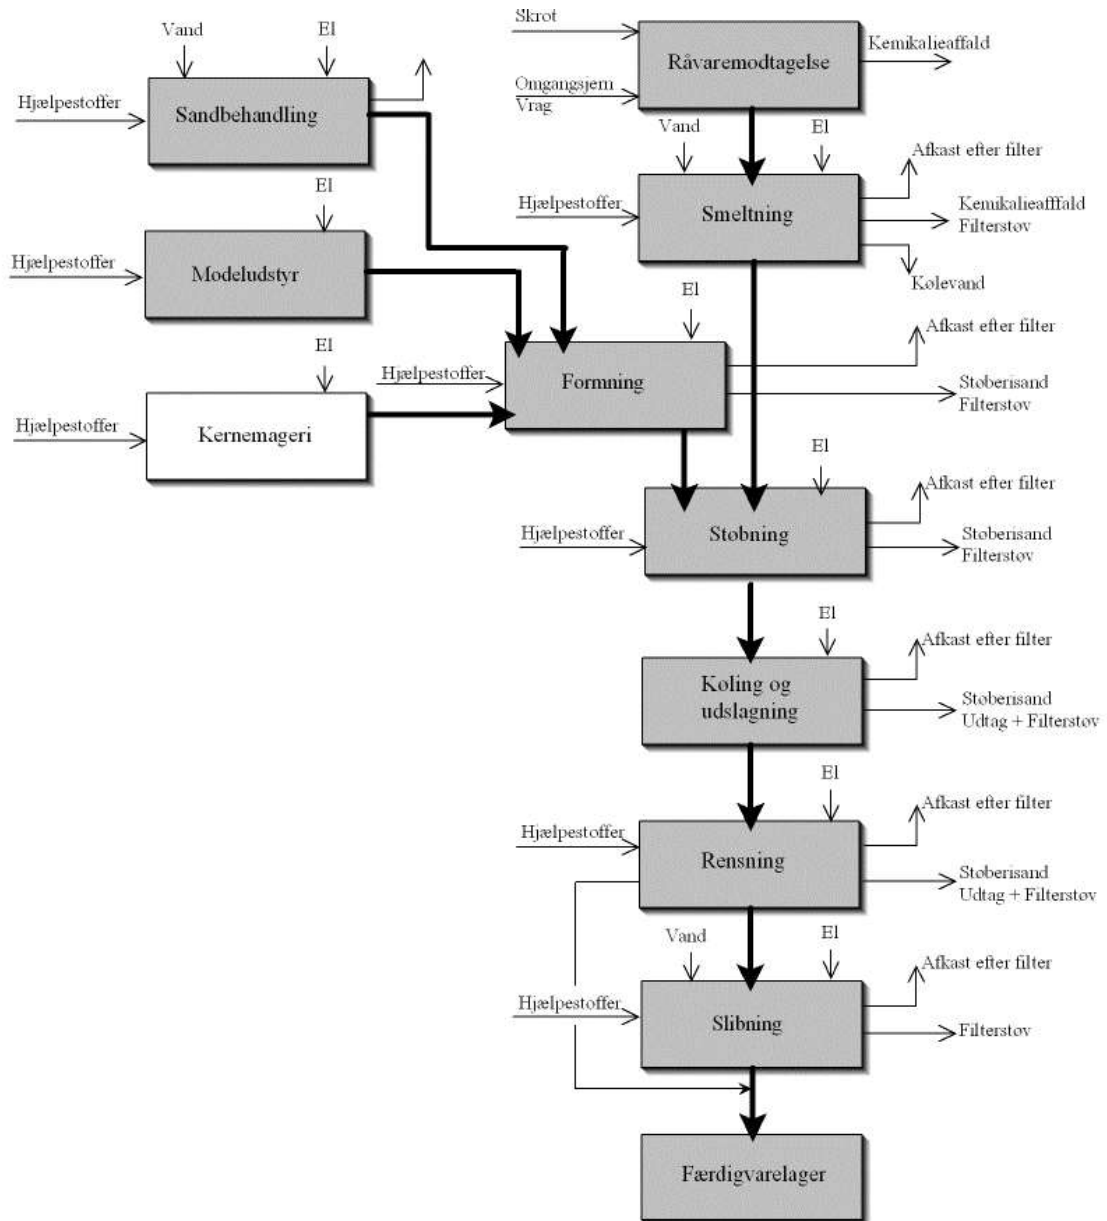 Skrot
Råvaremodtagelse
Kemikalieaffald
Omgangsjern
Vrag
Vand
El
Hjælpestoffer
Sandbehandling
Vand
El
Afkast efter filter
Hjælpestoffer
Smeltning
Kemikalieafffald
Filterstøv
Kølevand
El
Hjælpestoffer
Modeludstyr
El
Afkast efter filter
Hjælpestoffer
Formning
Støberisand
Filterstøv
El
Hjælpestoffer
Kernemageri
El
Afkast efter filter
Hjælpestoffer
Støbning
Støberisand
Filterstøv
El
Afkast efter filter
Køling og
udslagning
Støberisand
Udtag + Filterstøv
El
Afkast efter filter
Hjælpestoffer
Rensning
Støberisand
Udtag + Filterstøv
Vand
El
Afkast efter filter
Hjælpestoffer
Slibning
Filterstøv
Færdigvarelager